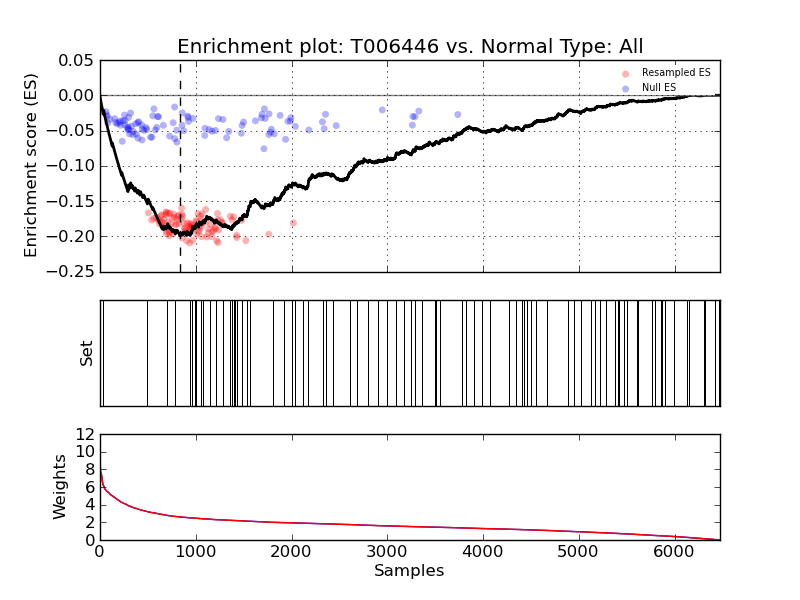 Enrichment plot: T006446 vs. Normal Type: All
Enrichment score (ES)
0.05
0.00
−0.05
−0.10
−0.15
−0.20
−0.25
Resampled ES
Null ES
Set
Weights
12
10
8
6
4
2
0
0 1000 2000 3000 4000 5000 6000
Samples